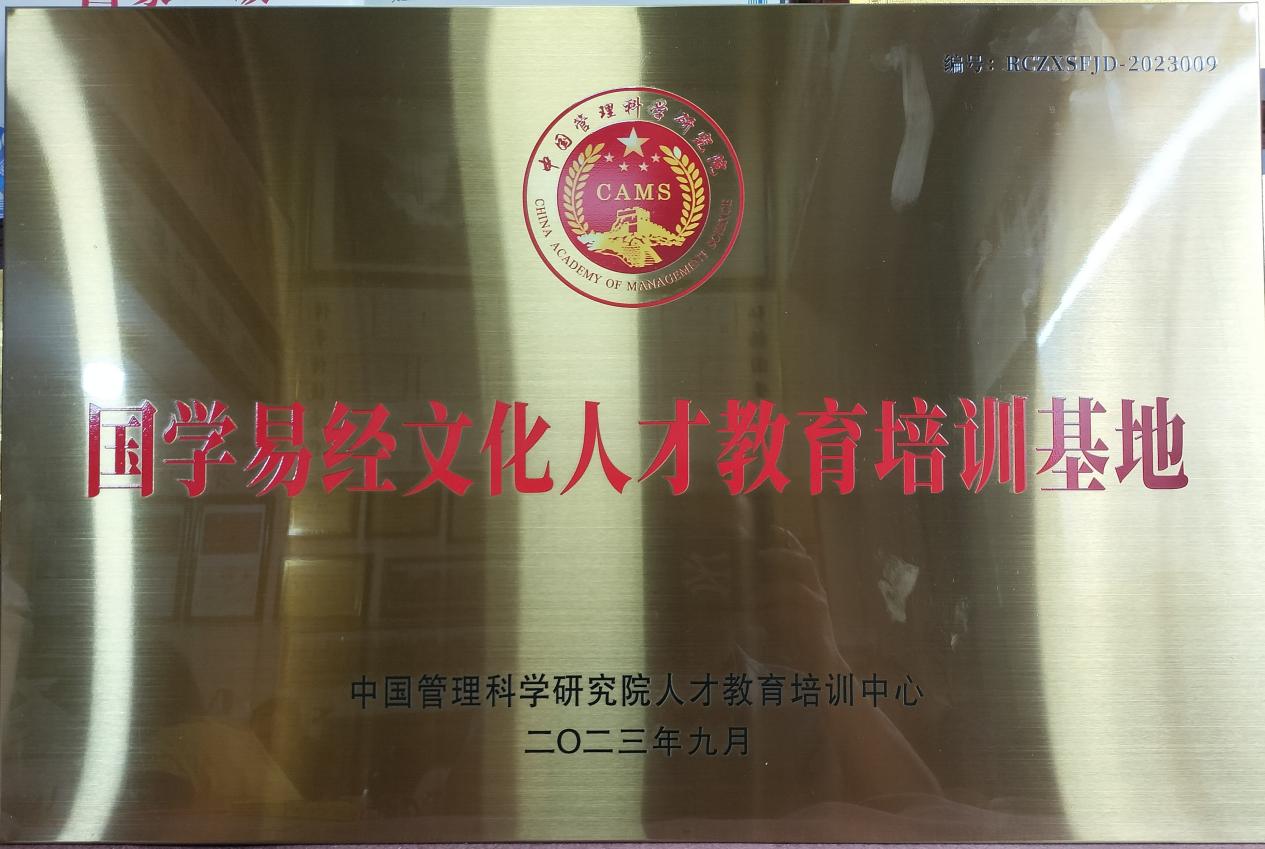 编号：RCZXSFJD-2023009
中国管理科学研究院
CAMS
CHINA ACADEMY OF MANAGEMENT SCIENCE
国学易经文化人才教育培训基地
中国管理科学研究院人才教育培训中心
二〇二三年九月